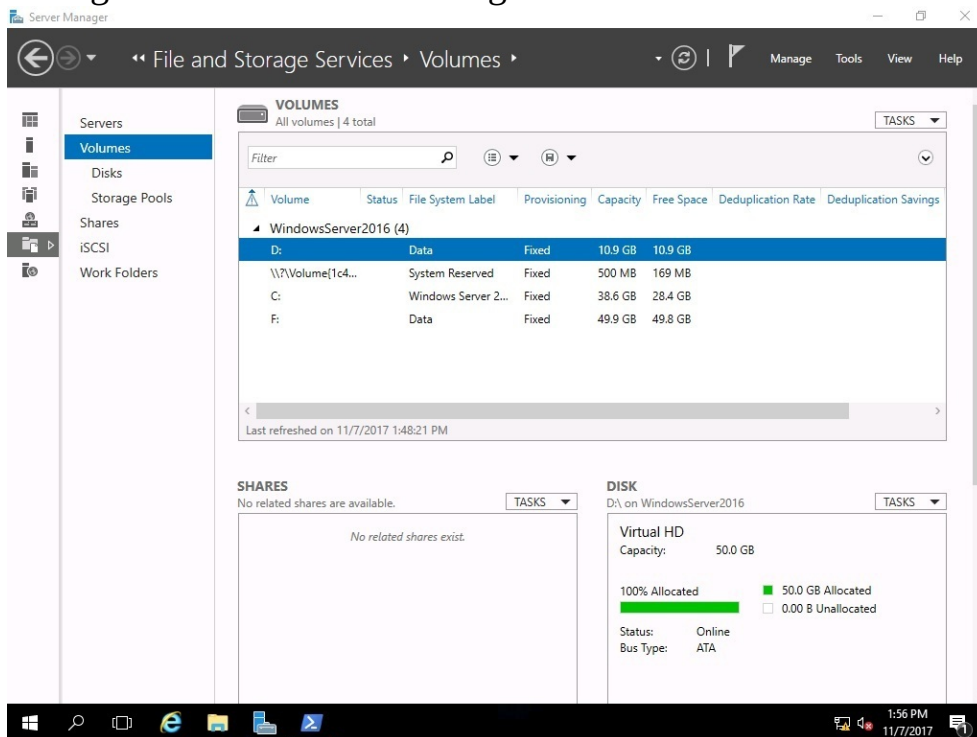 Server Manager
File and Storage Services Volumes
Manage Tools View Help
Servers
Volumes
Disks
Storage Pools
Shares
iSCSI
Work Folders
VOLUMES
All volumes | 4 total
TASKS
Filter
Volume Status File System Label Provisioning Capacity Free Space Deduplication Rate Deduplication Savings
WindowsServer2016 (4)
D: Data Fixed 10.9 GB 10.9 GB
\\?\Volume{1c4... System Reserved Fixed 500 MB 169 MB
C: Windows Server 2... Fixed 38.6 GB 28.4 GB
F: Data Fixed 49.9 GB 49.8 GB
Last refreshed on 11/7/2017 1:48:21 PM
SHARES
No related shares are available.
TASKS
No related shares exist.
DISK
D:\ on WindowsServer2016
TASKS
Virtual HD
Capacity: 50.0 GB
100% Allocated
50.0 GB Allocated
0.00 B Unallocated
Status: Online
Bus Type: ATA
1:56 PM
11/7/2017
1